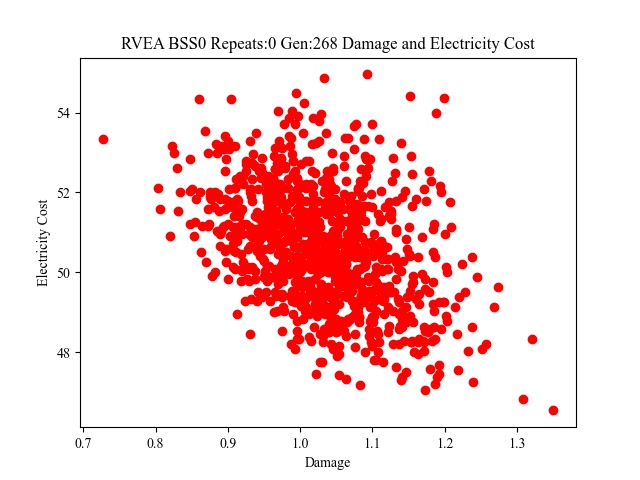 RVEA BSS0 Repeats:0 Gen:268 Damage and Electricity Cost
54
52
50
48
Electricity Cost
0.7 0.8 0.9 1.0 1.1 1.2 1.3
Damage